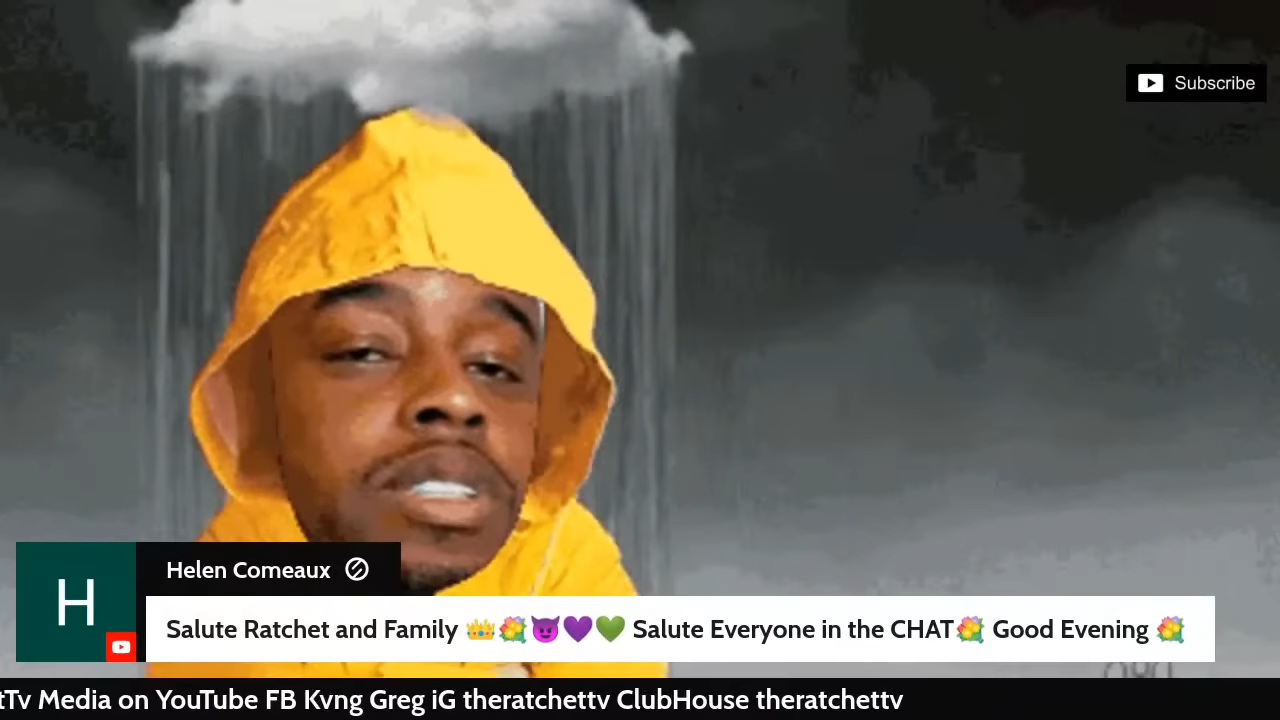 Subscribe
H
Helen Comeaux
Salute Ratchet and Family 👑💐😈💜💚 Salute Everyone in the CHAT💐 Good Evening 💐
tTv Media on YouTube FB Kvng Greg iG theratchettv ClubHouse theratchettv